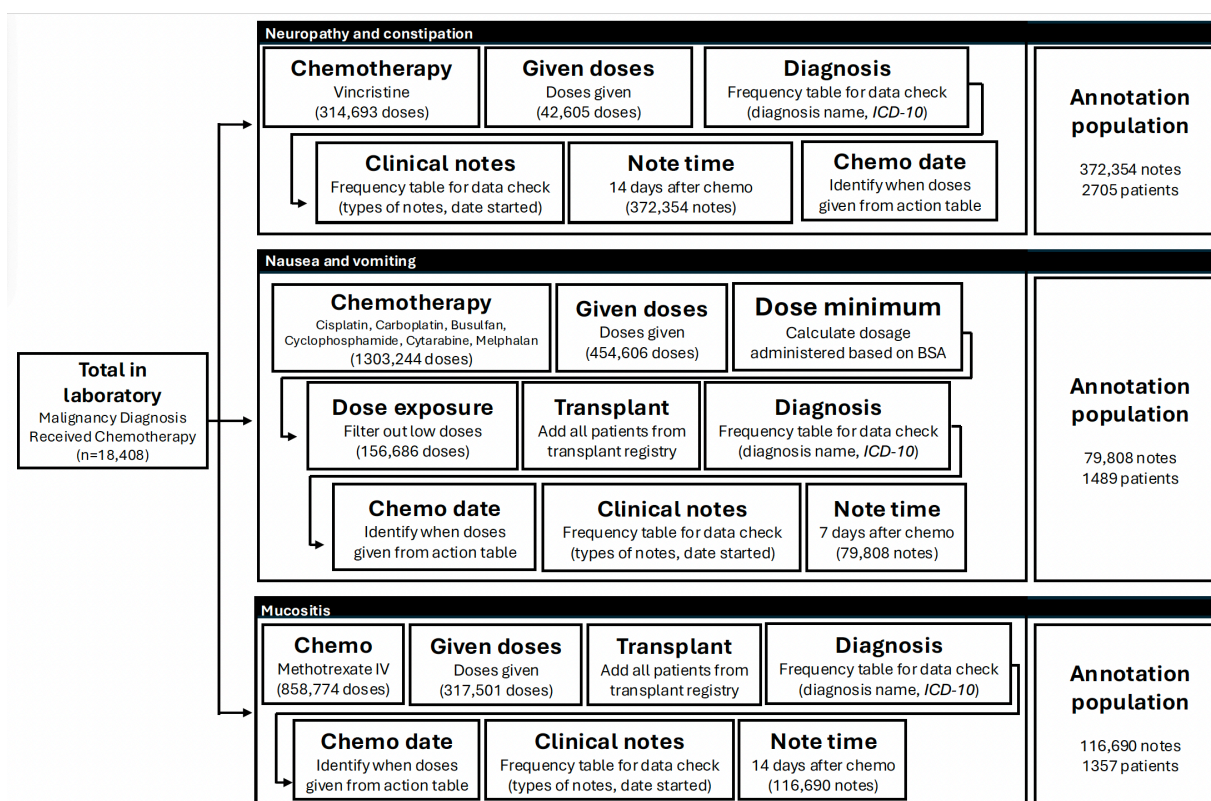 Neuropathy and constipation
Chemotherapy
Vincristine
(314,693 doses)
Given doses
Doses given
(42,605 doses)
Diagnosis
Frequency table for data check
(diagnosis name, ICD-10)
Clinical notes
Frequency table for data check
(types of notes, date started)
Note time
14 days after chemo
(372,354 notes)
Chemo date
Identify when doses
given from action table
Annotation
population
372,354 notes
2705 patients
Total in
laboratory
Malignancy Diagnosis
Received Chemotherapy
(n=18,408)
Nausea and vomiting
Chemotherapy
Cisplatin, Carboplatin, Busulfan,
Cyclophosphamide, Cytarabine, Melphalan
(1303,244 doses)
Given doses
Doses given
(454,606 doses)
Dose minimum
Calculate dosage
administered based on BSA
Dose exposure
Filter out low doses
(156,686 doses)
Transplant
Add all patients from
transplant registry
Diagnosis
Frequency table for data check
(diagnosis name, ICD-10)
Chemo date
Identify when doses
given from action table
Clinical notes
Frequency table for data check
(types of notes, date started)
Note time
7 days after chemo
(79,808 notes)
Annotation
population
79,808 notes
1489 patients
Mucositis
Chemo
Methotrexate IV
(858,774 doses)
Given doses
Doses given
(317,501 doses)
Transplant
Add all patients from
transplant registry
Diagnosis
Frequency table for data check
(diagnosis name, ICD-10)
Chemo date
Identify when doses
given from action table
Clinical notes
Frequency table for data check
(types of notes, date started)
Note time
14 days after chemo
(116,690 notes)
Annotation
population
116,690 notes
1357 patients